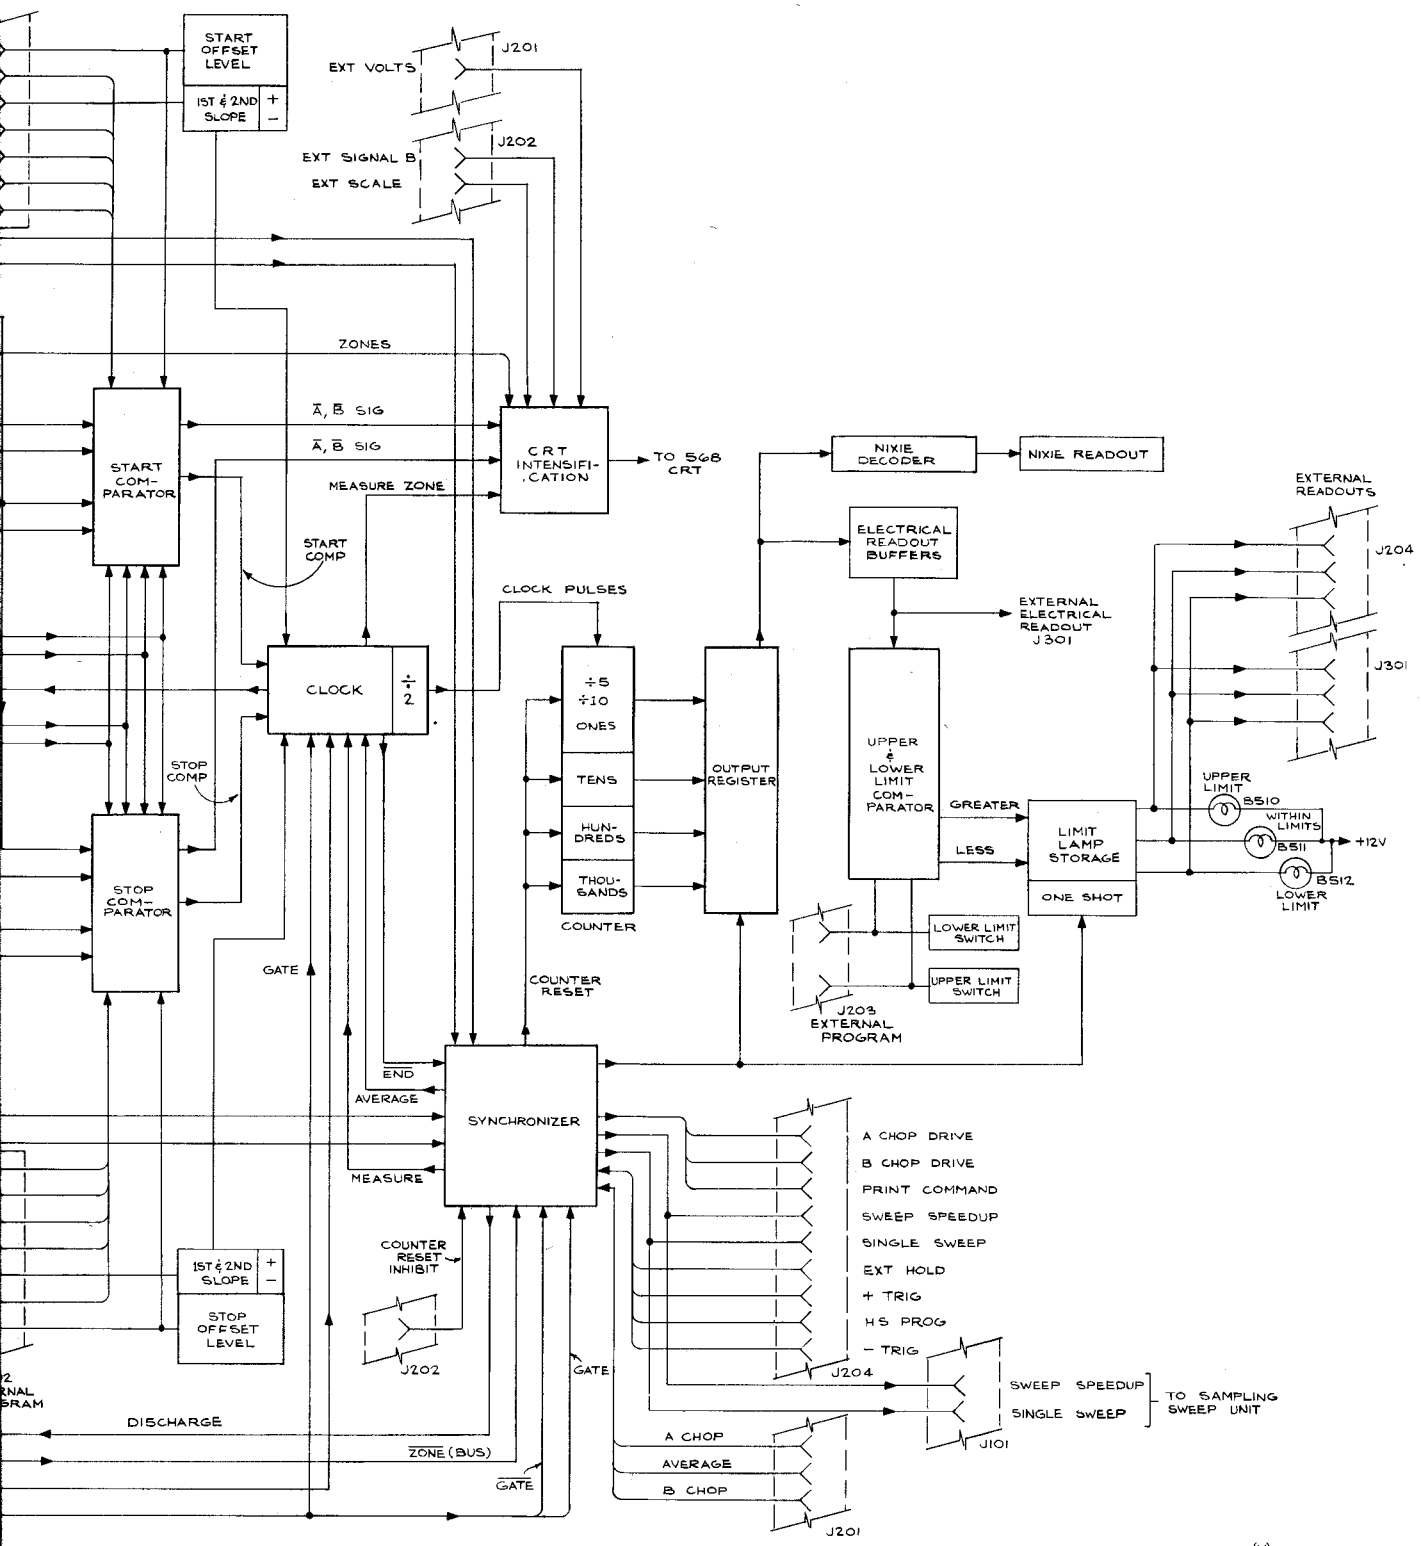 START
OFFSET
LEVEL
1ST & 2ND
SLOPE
+
−
EXT VOLTS
J201
J202
EXT SIGNAL B
EXT SCALE
ZONES
A̅, B̅ SIG
A̅, B̅ SIG
MEASURE ZONE
START
COM-
PARATOR
CRT
INTENSIFI-
CATION
TO 568
CRT
START
COMP
NIXIE
DECODER
NIXIE READOUT
ELECTRICAL
READOUT
BUFFERS
EXTERNAL
READOUTS
J204
J301
EXTERNAL
ELECTRICAL
READOUT
J301
CLOCK PULSES
CLOCK
÷
2
÷5
÷10
ONES
TENS
HUN-
DREDS
THOU-
SANDS
COUNTER
OUTPUT
REGISTER
UPPER
&
LOWER
LIMIT
COM-
PARATOR
GREATER
LESS
LIMIT
LAMP
STORAGE
ONE SHOT
UPPER
LIMIT
B510
WITHIN
LIMITS
B511
+12V
B512
LOWER
LIMIT
STOP
COMP
STOP
COM-
PARATOR
LOWER LIMIT
SWITCH
UPPER LIMIT
SWITCH
J203
EXTERNAL
PROGRAM
GATE
COUNTER
RESET
E̅N̅D̅
AVERAGE
MEASURE
SYNCHRONIZER
A CHOP DRIVE
B CHOP DRIVE
PRINT COMMAND
SWEEP SPEEDUP
SINGLE SWEEP
EXT HOLD
+ TRIG
HS PROG
− TRIG
J204
COUNTER
RESET
INHIBIT
J202
1ST & 2ND
SLOPE
+
−
STOP
OFFSET
LEVEL
GATE
SWEEP SPEEDUP
SINGLE SWEEP
TO SAMPLING
SWEEP UNIT
J101
2
RNAL
GRAM
DISCHARGE
Z̅O̅N̅E̅ (BUS)
G̅A̅T̅E̅
A CHOP
AVERAGE
B CHOP
J201